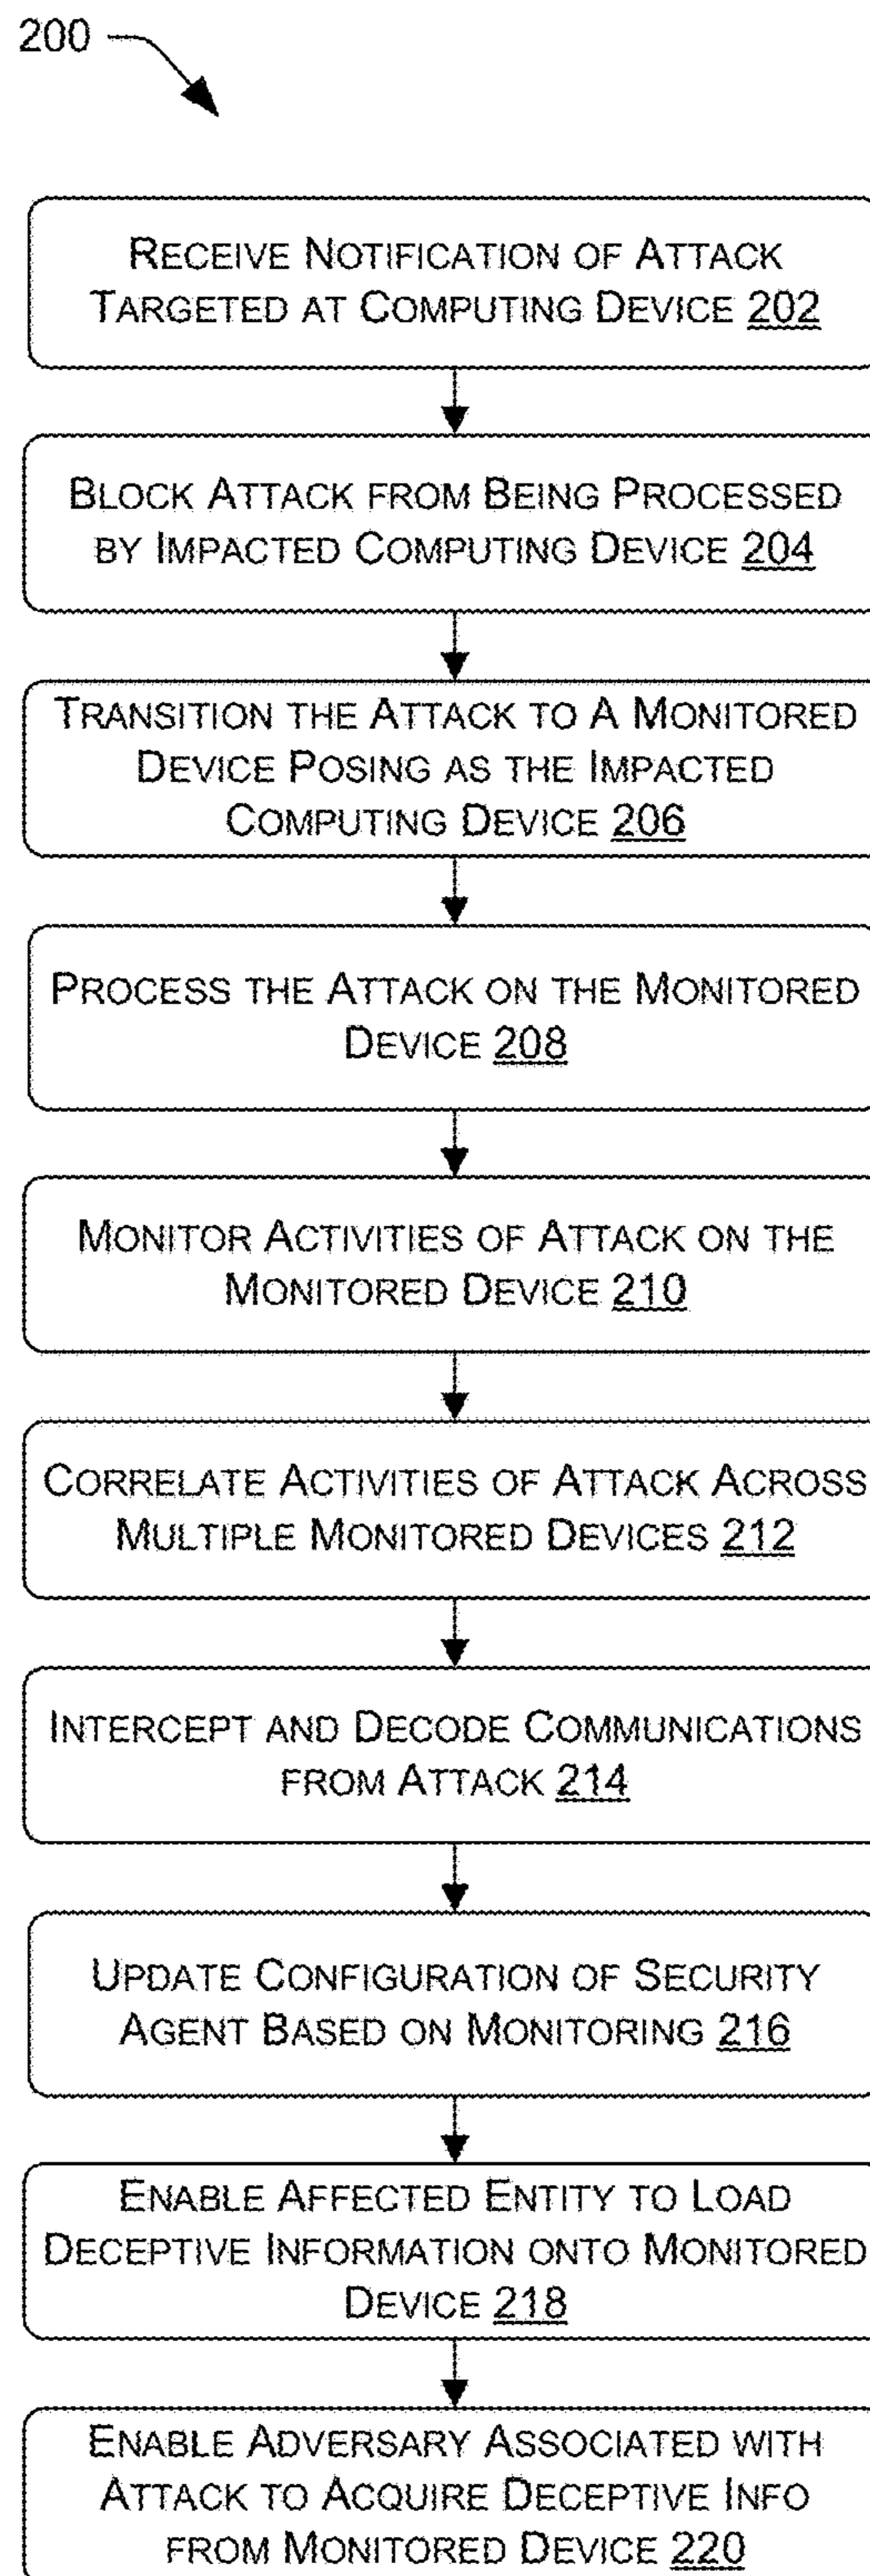 200
RECEIVE NOTIFICATION OF ATTACK
TARGETED AT COMPUTING DEVICE 202
BLOCK ATTACK FROM BEING PROCESSED
BY IMPACTED COMPUTING DEVICE 204
TRANSITION THE ATTACK TO A MONITORED
DEVICE POSING AS THE IMPACTED
COMPUTING DEVICE 206
PROCESS THE ATTACK ON THE MONITORED
DEVICE 208
MONITOR ACTIVITIES OF ATTACK ON THE
MONITORED DEVICE 210
CORRELATE ACTIVITIES OF ATTACK ACROSS
MULTIPLE MONITORED DEVICES 212
INTERCEPT AND DECODE COMMUNICATIONS
FROM ATTACK 214
UPDATE CONFIGURATION OF SECURITY
AGENT BASED ON MONITORING 216
ENABLE AFFECTED ENTITY TO LOAD
DECEPTIVE INFORMATION ONTO MONITORED
DEVICE 218
ENABLE ADVERSARY ASSOCIATED WITH
ATTACK TO ACQUIRE DECEPTIVE INFO
FROM MONITORED DEVICE 220